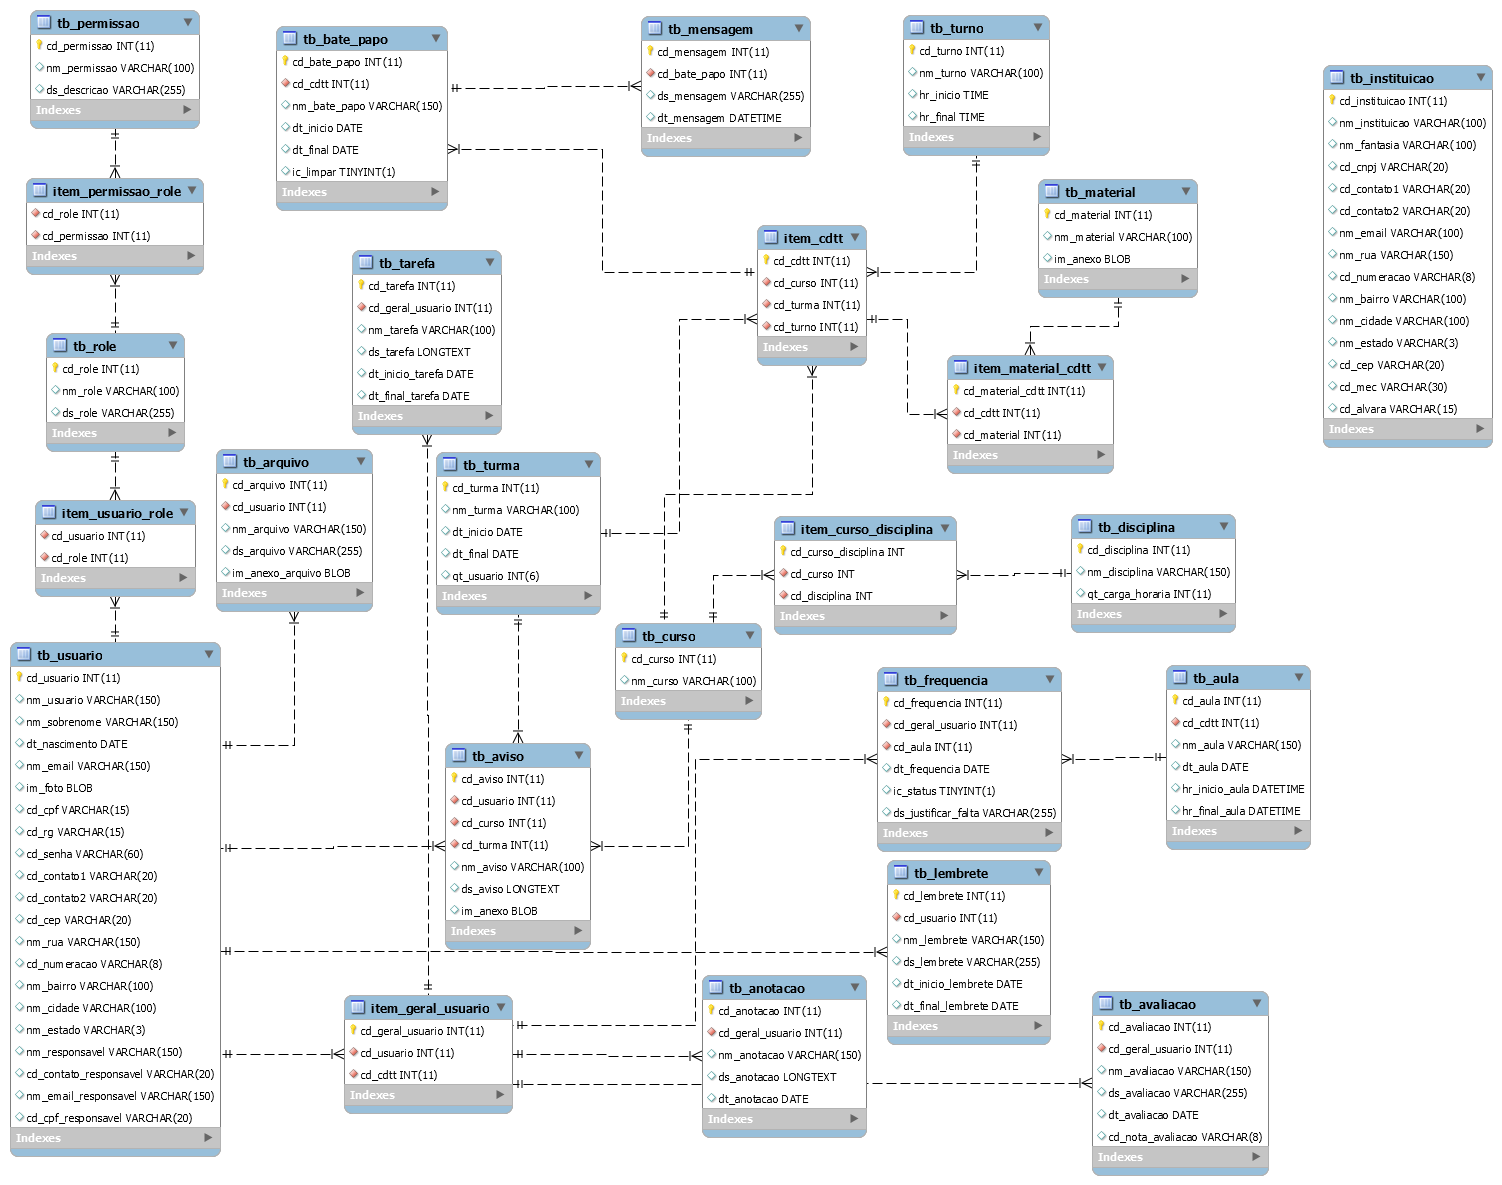 tb_permissao
cd_permissao INT(11)
nm_permissao VARCHAR(100)
ds_descricao VARCHAR(255)
Indexes
tb_bate_papo
cd_bate_papo INT(11)
cd_cdtt INT(11)
nm_bate_papo VARCHAR(150)
dt_inicio DATE
dt_final DATE
ic_limpar TINYINT(1)
Indexes
tb_mensagem
cd_mensagem INT(11)
cd_bate_papo INT(11)
ds_mensagem VARCHAR(255)
dt_mensagem DATETIME
Indexes
tb_turno
cd_turno INT(11)
nm_turno VARCHAR(100)
hr_inicio TIME
hr_final TIME
Indexes
tb_instituicao
cd_instituicao INT(11)
nm_instituicao VARCHAR(100)
nm_fantasia VARCHAR(100)
cd_cnpj VARCHAR(20)
cd_contato1 VARCHAR(20)
cd_contato2 VARCHAR(20)
nm_email VARCHAR(100)
nm_rua VARCHAR(150)
cd_numeracao VARCHAR(8)
nm_bairro VARCHAR(100)
nm_cidade VARCHAR(100)
nm_estado VARCHAR(3)
cd_cep VARCHAR(20)
cd_mec VARCHAR(30)
cd_alvara VARCHAR(15)
Indexes
item_permissao_role
cd_role INT(11)
cd_permissao INT(11)
Indexes
tb_material
cd_material INT(11)
nm_material VARCHAR(100)
im_anexo BLOB
Indexes
item_cdtt
cd_cdtt INT(11)
cd_curso INT(11)
cd_turma INT(11)
cd_turno INT(11)
Indexes
tb_tarefa
cd_tarefa INT(11)
cd_geral_usuario INT(11)
nm_tarefa VARCHAR(100)
ds_tarefa LONGTEXT
dt_inicio_tarefa DATE
dt_final_tarefa DATE
Indexes
tb_role
cd_role INT(11)
nm_role VARCHAR(100)
ds_role VARCHAR(255)
Indexes
item_material_cdtt
cd_material_cdtt INT(11)
cd_cdtt INT(11)
cd_material INT(11)
Indexes
tb_arquivo
cd_arquivo INT(11)
cd_usuario INT(11)
nm_arquivo VARCHAR(150)
ds_arquivo VARCHAR(255)
im_anexo_arquivo BLOB
Indexes
tb_turma
cd_turma INT(11)
nm_turma VARCHAR(100)
dt_inicio DATE
dt_final DATE
qt_usuario INT(6)
Indexes
item_usuario_role
cd_usuario INT(11)
cd_role INT(11)
Indexes
item_curso_disciplina
cd_curso_disciplina INT
cd_curso INT
cd_disciplina INT
Indexes
tb_disciplina
cd_disciplina INT(11)
nm_disciplina VARCHAR(150)
qt_carga_horaria INT(11)
Indexes
tb_curso
cd_curso INT(11)
nm_curso VARCHAR(100)
Indexes
tb_usuario
cd_usuario INT(11)
nm_usuario VARCHAR(150)
nm_sobrenome VARCHAR(150)
dt_nascimento DATE
nm_email VARCHAR(150)
im_foto BLOB
cd_cpf VARCHAR(15)
cd_rg VARCHAR(15)
cd_senha VARCHAR(60)
cd_contato1 VARCHAR(20)
cd_contato2 VARCHAR(20)
cd_cep VARCHAR(20)
nm_rua VARCHAR(150)
cd_numeracao VARCHAR(8)
nm_bairro VARCHAR(100)
nm_cidade VARCHAR(100)
nm_estado VARCHAR(3)
nm_responsavel VARCHAR(150)
cd_contato_responsavel VARCHAR(20)
nm_email_responsavel VARCHAR(150)
cd_cpf_responsavel VARCHAR(20)
Indexes
tb_frequencia
cd_frequencia INT(11)
cd_geral_usuario INT(11)
cd_aula INT(11)
dt_frequencia DATE
ic_status TINYINT(1)
ds_justificar_falta VARCHAR(255)
Indexes
tb_aula
cd_aula INT(11)
cd_cdtt INT(11)
nm_aula VARCHAR(150)
dt_aula DATE
hr_inicio_aula DATETIME
hr_final_aula DATETIME
Indexes
tb_aviso
cd_aviso INT(11)
cd_usuario INT(11)
cd_curso INT(11)
cd_turma INT(11)
nm_aviso VARCHAR(100)
ds_aviso LONGTEXT
im_anexo BLOB
Indexes
tb_lembrete
cd_lembrete INT(11)
cd_usuario INT(11)
nm_lembrete VARCHAR(150)
ds_lembrete VARCHAR(255)
dt_inicio_lembrete DATE
dt_final_lembrete DATE
Indexes
item_geral_usuario
cd_geral_usuario INT(11)
cd_usuario INT(11)
cd_cdtt INT(11)
Indexes
tb_anotacao
cd_anotacao INT(11)
cd_geral_usuario INT(11)
nm_anotacao VARCHAR(150)
ds_anotacao LONGTEXT
dt_anotacao DATE
Indexes
tb_avaliacao
cd_avaliacao INT(11)
cd_geral_usuario INT(11)
nm_avaliacao VARCHAR(150)
ds_avaliacao VARCHAR(255)
dt_avaliacao DATE
cd_nota_avaliacao VARCHAR(8)
Indexes